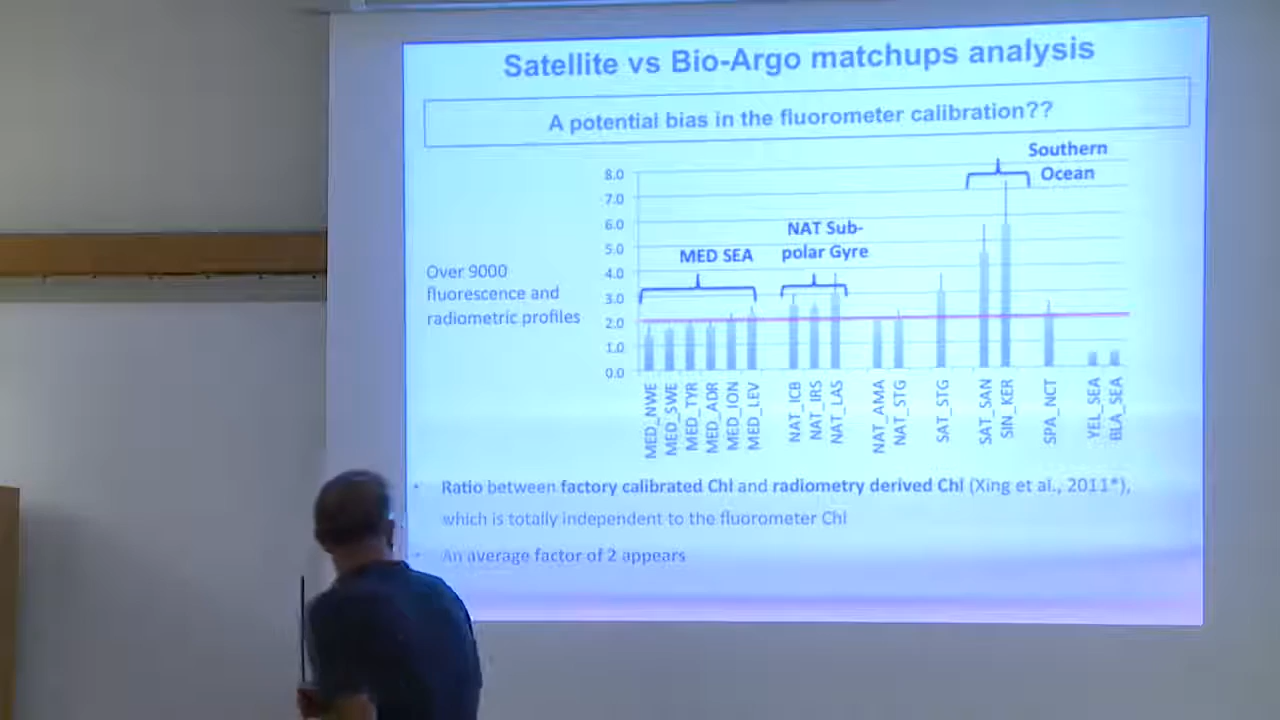 Satellite vs Bio-Argo matchups analysis
A potential bias in the fluorometer calibration??
Southern
Ocean
NAT Sub-
polar Gyre
MED SEA
Over 9000
fluorescence and
radiometric profiles
8.0
7.0
6.0
5.0
4.0
3.0
2.0
1.0
0.0
MED_NWE
MED_SWE
MED_TYR
MED_ADR
MED_ION
MED_LEV
NAT_ICB
NAT_IRS
NAT_LAS
NAT_AMA
NAT_STG
SAT_STG
SAT_SAN
SIN_KER
SPA_NCT
YEL_SEA
BLA_SEA
• Ratio between factory calibrated Chl and radiometry derived Chl (Xing et al., 2011*),
which is totally independent to the fluorometer Chl
• An average factor of 2 appears